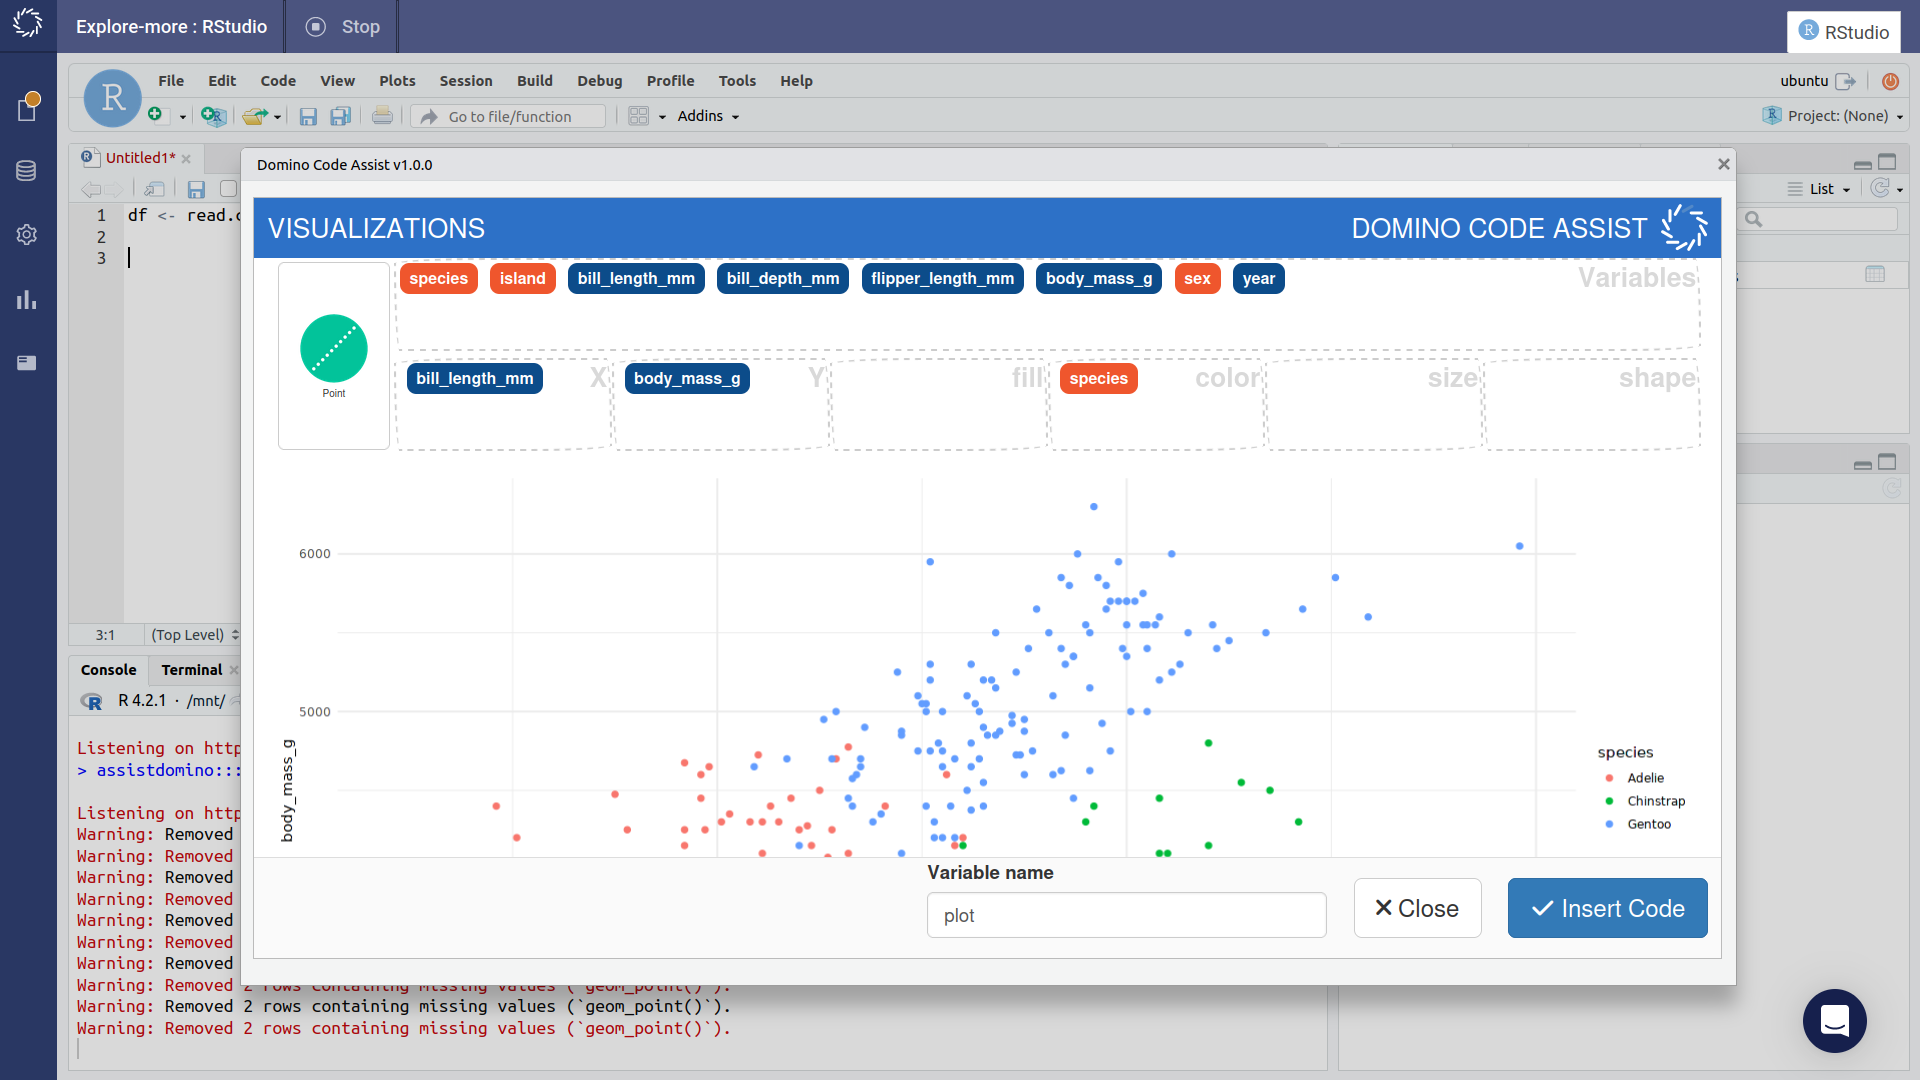 Explore-more : RStudio
Stop
R RStudio
R
File Edit Code View Plots Session Build Debug Profile Tools Help
ubuntu
Go to file/function
Addins
Project: (None)
Untitled1*
Domino Code Assist v1.0.0
List
1 df <- read.
2
3
VISUALIZATIONS
DOMINO CODE ASSIST
Point
species island bill_length_mm bill_depth_mm flipper_length_mm body_mass_g sex year
Variables
bill_length_mm X
body_mass_g Y
fill
species color
size
shape
6000
5000
body_mass_g
species
Adelie
Chinstrap
Gentoo
3:1 (Top Level)
Console Terminal
R R 4.2.1 · /mnt/
Listening on http
> assistdomino:::
Listening on http
Warning: Removed
Warning: Removed
Warning: Removed
Warning: Removed
Warning: Removed
Warning: Removed
Warning: Removed
Warning: Removed 2 rows containing missing values (`geom_point()`).
Warning: Removed 2 rows containing missing values (`geom_point()`).
Warning: Removed 2 rows containing missing values (`geom_point()`).
Variable name
plot
Close
Insert Code